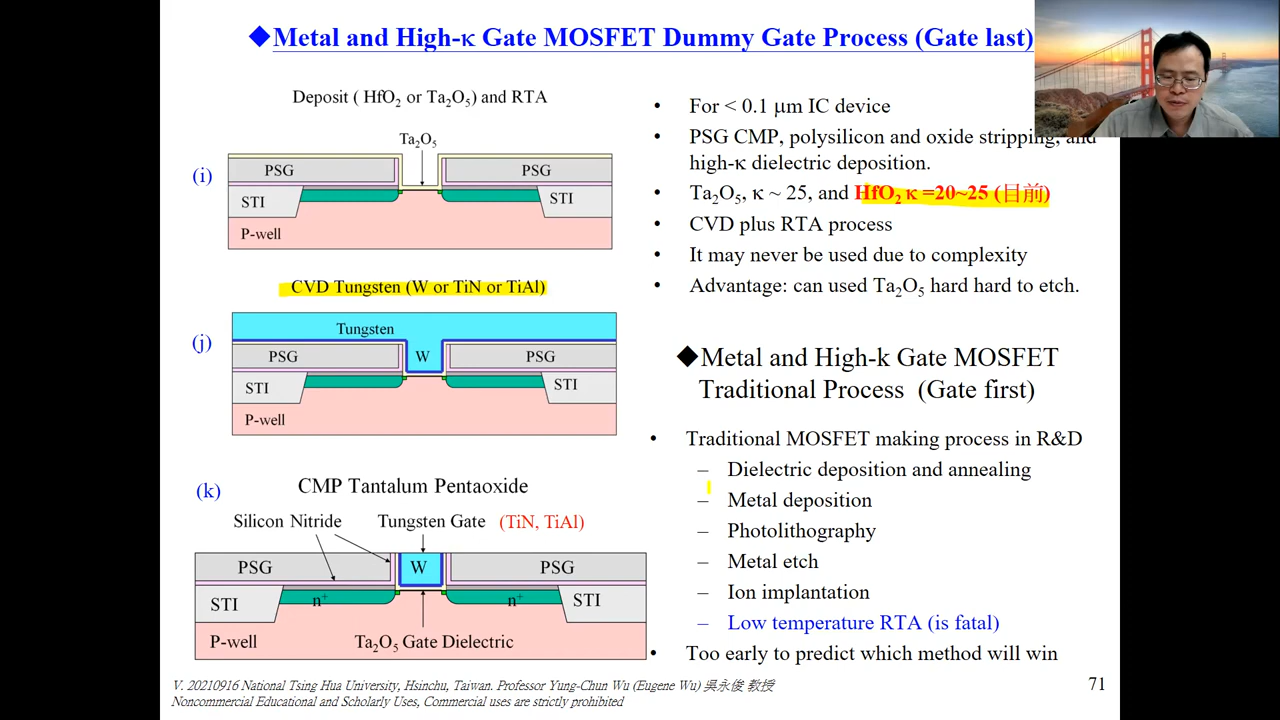 ◆Metal and High-κ Gate MOSFET Dummy Gate Process (Gate last)
Deposit ( HfO2 or Ta2O5) and RTA
Ta2O5
(i)
PSG
PSG
STI
STI
P-well
CVD Tungsten (W or TiN or TiAl)
(j)
Tungsten
PSG
W
PSG
STI
STI
P-well
(k)
CMP Tantalum Pentaoxide
Silicon Nitride
Tungsten Gate (TiN, TiAl)
PSG
W
PSG
STI
n+
n+
STI
P-well
Ta2O5 Gate Dielectric
• For < 0.1 μm IC device
• PSG CMP, polysilicon and oxide stripping, and
high-κ dielectric deposition.
• Ta2O5, κ ~ 25, and HfO2 κ =20~25 (目前)
• CVD plus RTA process
• It may never be used due to complexity
• Advantage: can used Ta2O5 hard hard to etch.
◆Metal and High-k Gate MOSFET
Traditional Process (Gate first)
• Traditional MOSFET making process in R&D
– Dielectric deposition and annealing
– Metal deposition
– Photolithography
– Metal etch
– Ion implantation
– Low temperature RTA (is fatal)
• Too early to predict which method will win
V. 20210916 National Tsing Hua University, Hsinchu, Taiwan. Professor Yung-Chun Wu (Eugene Wu) 吳永俊 教授
Noncommercial Educational and Scholarly Uses, Commercial uses are strictly prohibited
71